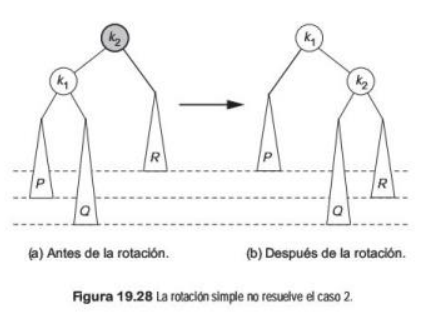 k2 k1
k1 k2
P Q R P Q R
(a) Antes de la rotación. (b) Después de la rotación.
Figura 19.28 La rotación simple no resuelve el caso 2.